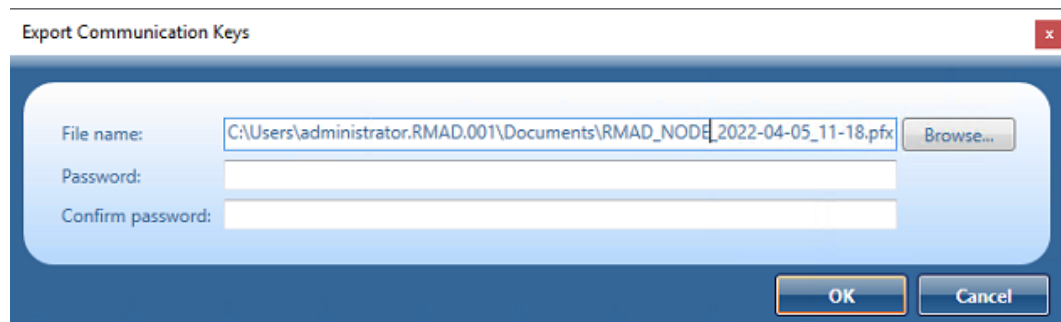 Export Communication Keys
x
File name: C:\Users\administrator.RMAD.001\Documents\RMAD_NODE_2022-04-05_11-18.pfx Browse...
Password:
Confirm password:
OK Cancel